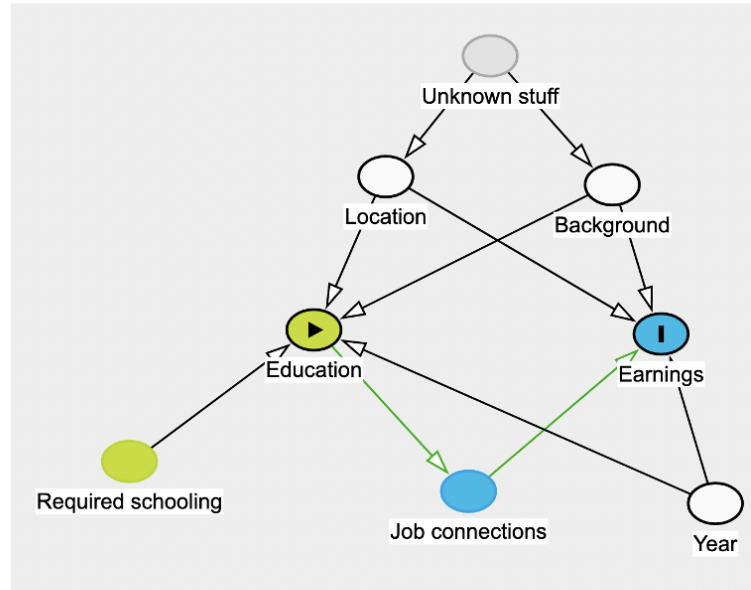 Unknown stuff
Location
Background
Education
Earnings
Required schooling
Job connections
Year